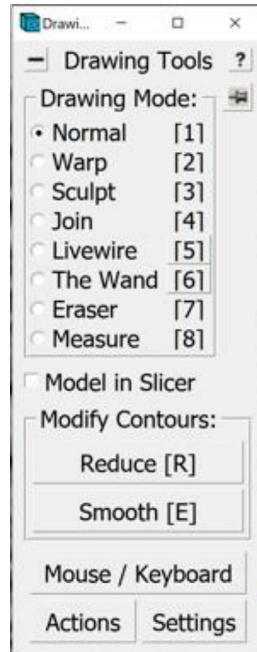 Drawi...
Drawing Tools ?
Drawing Mode:
Normal [1]
Warp [2]
Sculpt [3]
Join [4]
Livewire [5]
The Wand [6]
Eraser [7]
Measure [8]
Model in Slicer
Modify Contours:
Reduce [R]
Smooth [E]
Mouse / Keyboard
Actions Settings